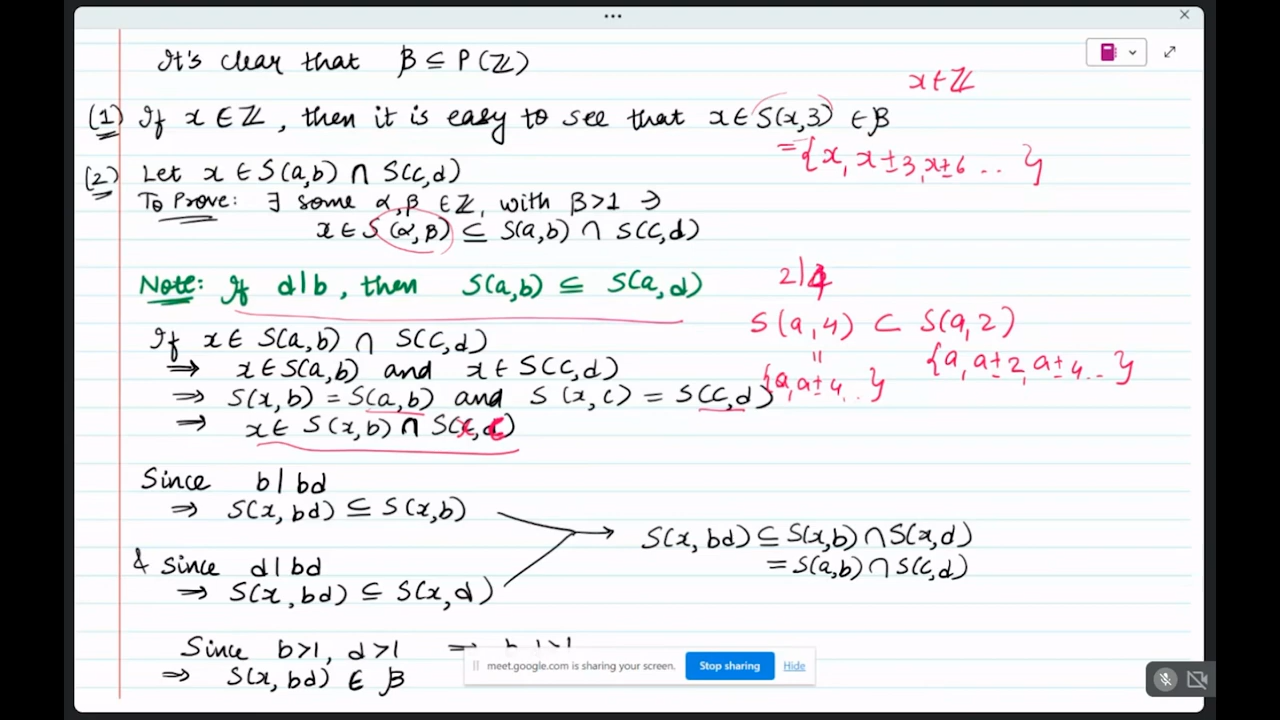 It's clear that β ⊆ P(ℤ)
x∈ℤ
(1) If x ∈ ℤ, then it is easy to see that x∈ S(x,3) ∈ β
= {x, x±3, x±6 ... }
(2) Let x ∈ S(a,b) ∩ S(c,d)
To Prove: ∃ some α,β ∈ ℤ, with β>1 ∋
x ∈ S(α,β) ⊆ S(a,b) ∩ S(c,d)
Note: If d|b, then S(a,b) ⊆ S(a,d)
2|4
S(a,4) ⊂ S(a,2)
"
{a, a±4, ..}
{a, a±2, a±4 ... }
If x ∈ S(a,b) ∩ S(c,d)
⇒ x∈S(a,b) and x∈S(c,d)
⇒ S(x,b) = S(a,b) and S(x,c) = S(c,d)
⇒ x∈ S(x,b) ∩ S(
Since b|bd
⇒ S(x,bd) ⊆ S(x,b)
& Since d|bd
⇒ S(x,bd) ⊆ S(x,d)
S(x,bd) ⊆ S(x,b) ∩ S(x,d)
= S(a,b) ∩ S(c,d)
Since b>1, d>1 ⇒
⇒ S(x,bd) ∈ β
meet.google.com is sharing your screen. Stop sharing Hide